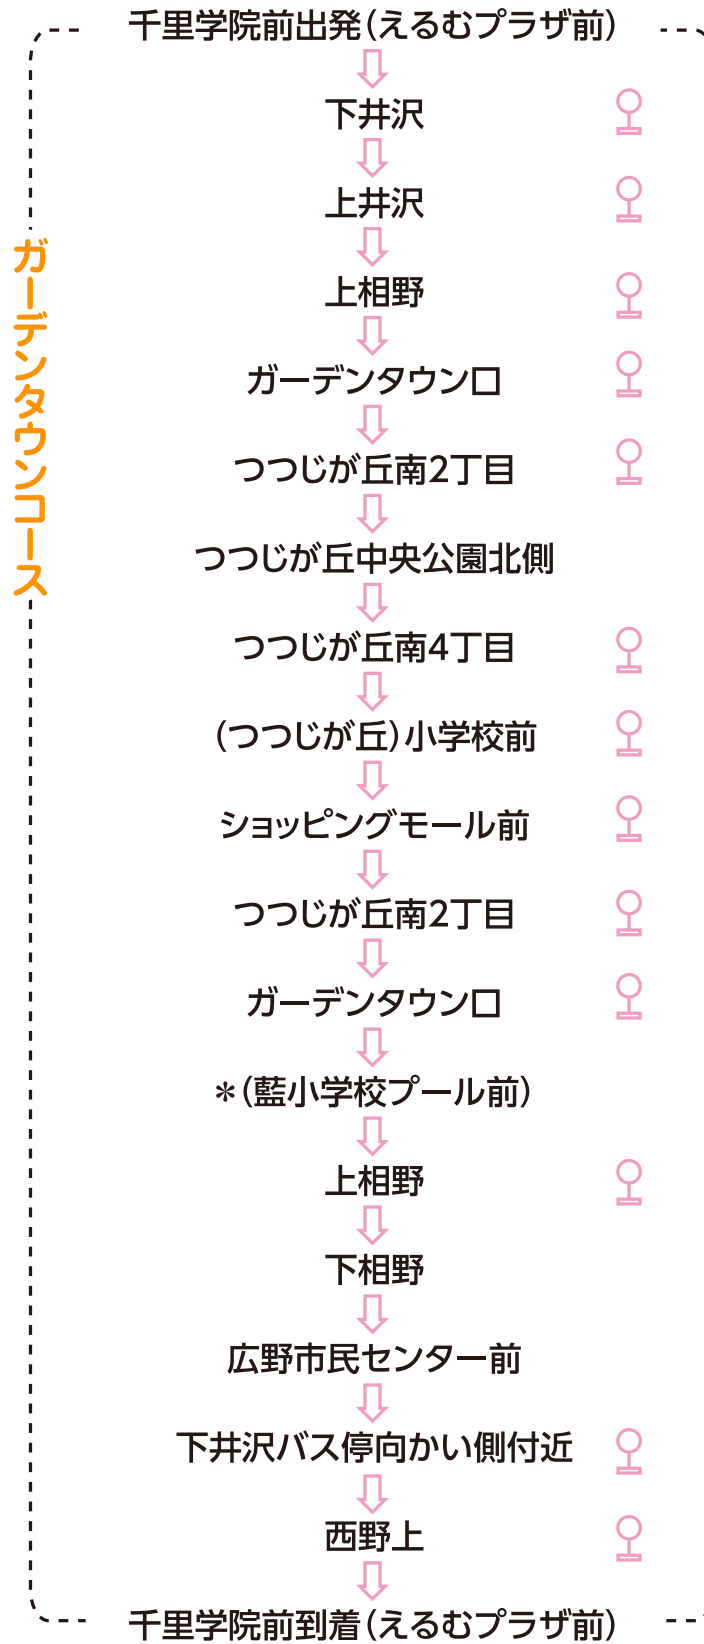 千里学院前出発（えるむプラザ前）
下井沢
上井沢
上相野
ガーデンタウン口
つつじが丘南2丁目
つつじが丘中央公園北側
つつじが丘南4丁目
（つつじが丘）小学校前
ショッピングモール前
つつじが丘南2丁目
ガーデンタウン口
＊（藍小学校プール前）
上相野
下相野
広野市民センター前
下井沢バス停向かい側付近
西野上
千里学院前到着（えるむプラザ前）
ガーデンタウンコース